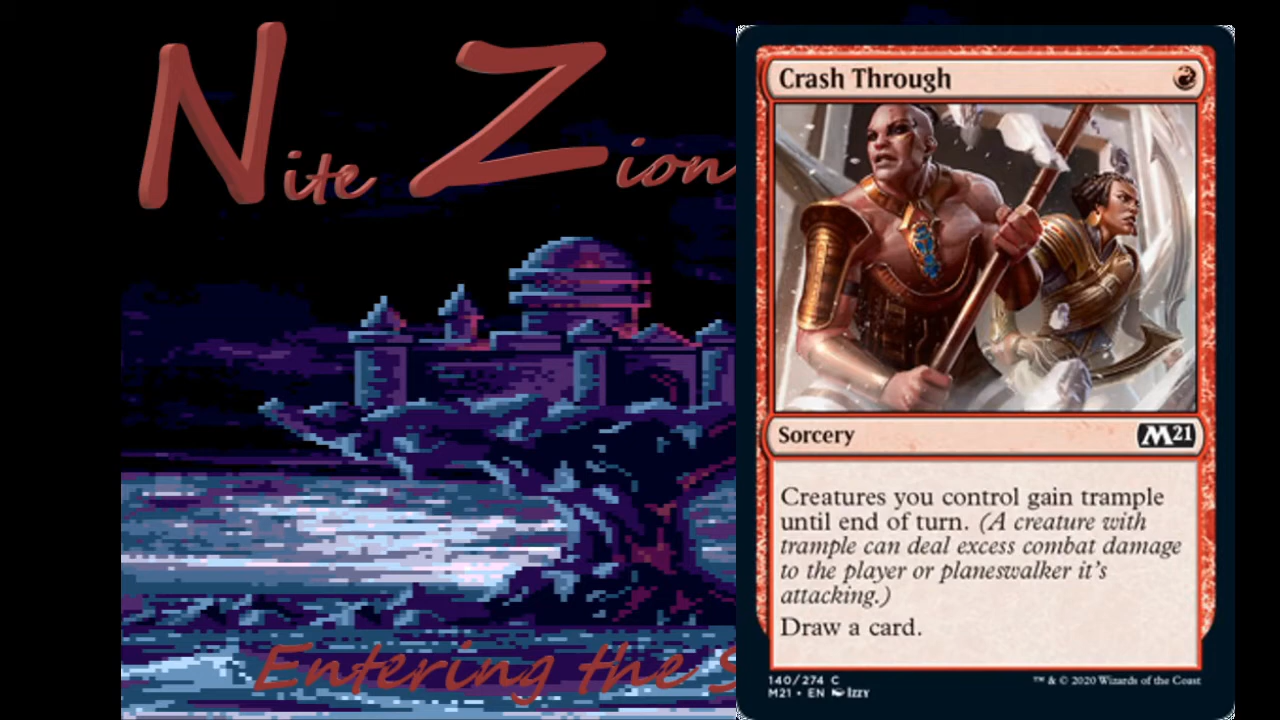 Nite Zion
Entering the S
Crash Through
Sorcery
M21
Creatures you control gain trample
until end of turn. (A creature with
trample can deal excess combat damage
to the player or planeswalker it's
attacking.)
Draw a card.
140/274 C
M21 • EN Izzy
™ & © 2020 Wizards of the Coast